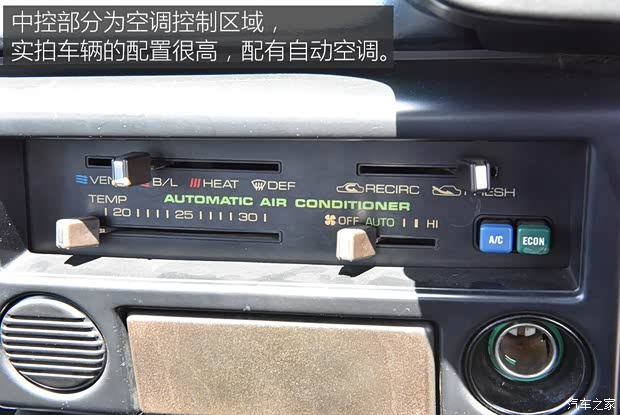 中控部分为空调控制区域，
实拍车辆的配置很高，配有自动空调。
VEN B/L HEAT DEF RECIRC RESH
TEMP AUTOMATIC AIR CONDITIONER
20 25 30 OFF AUTO HI
A/C ECON
汽车之家